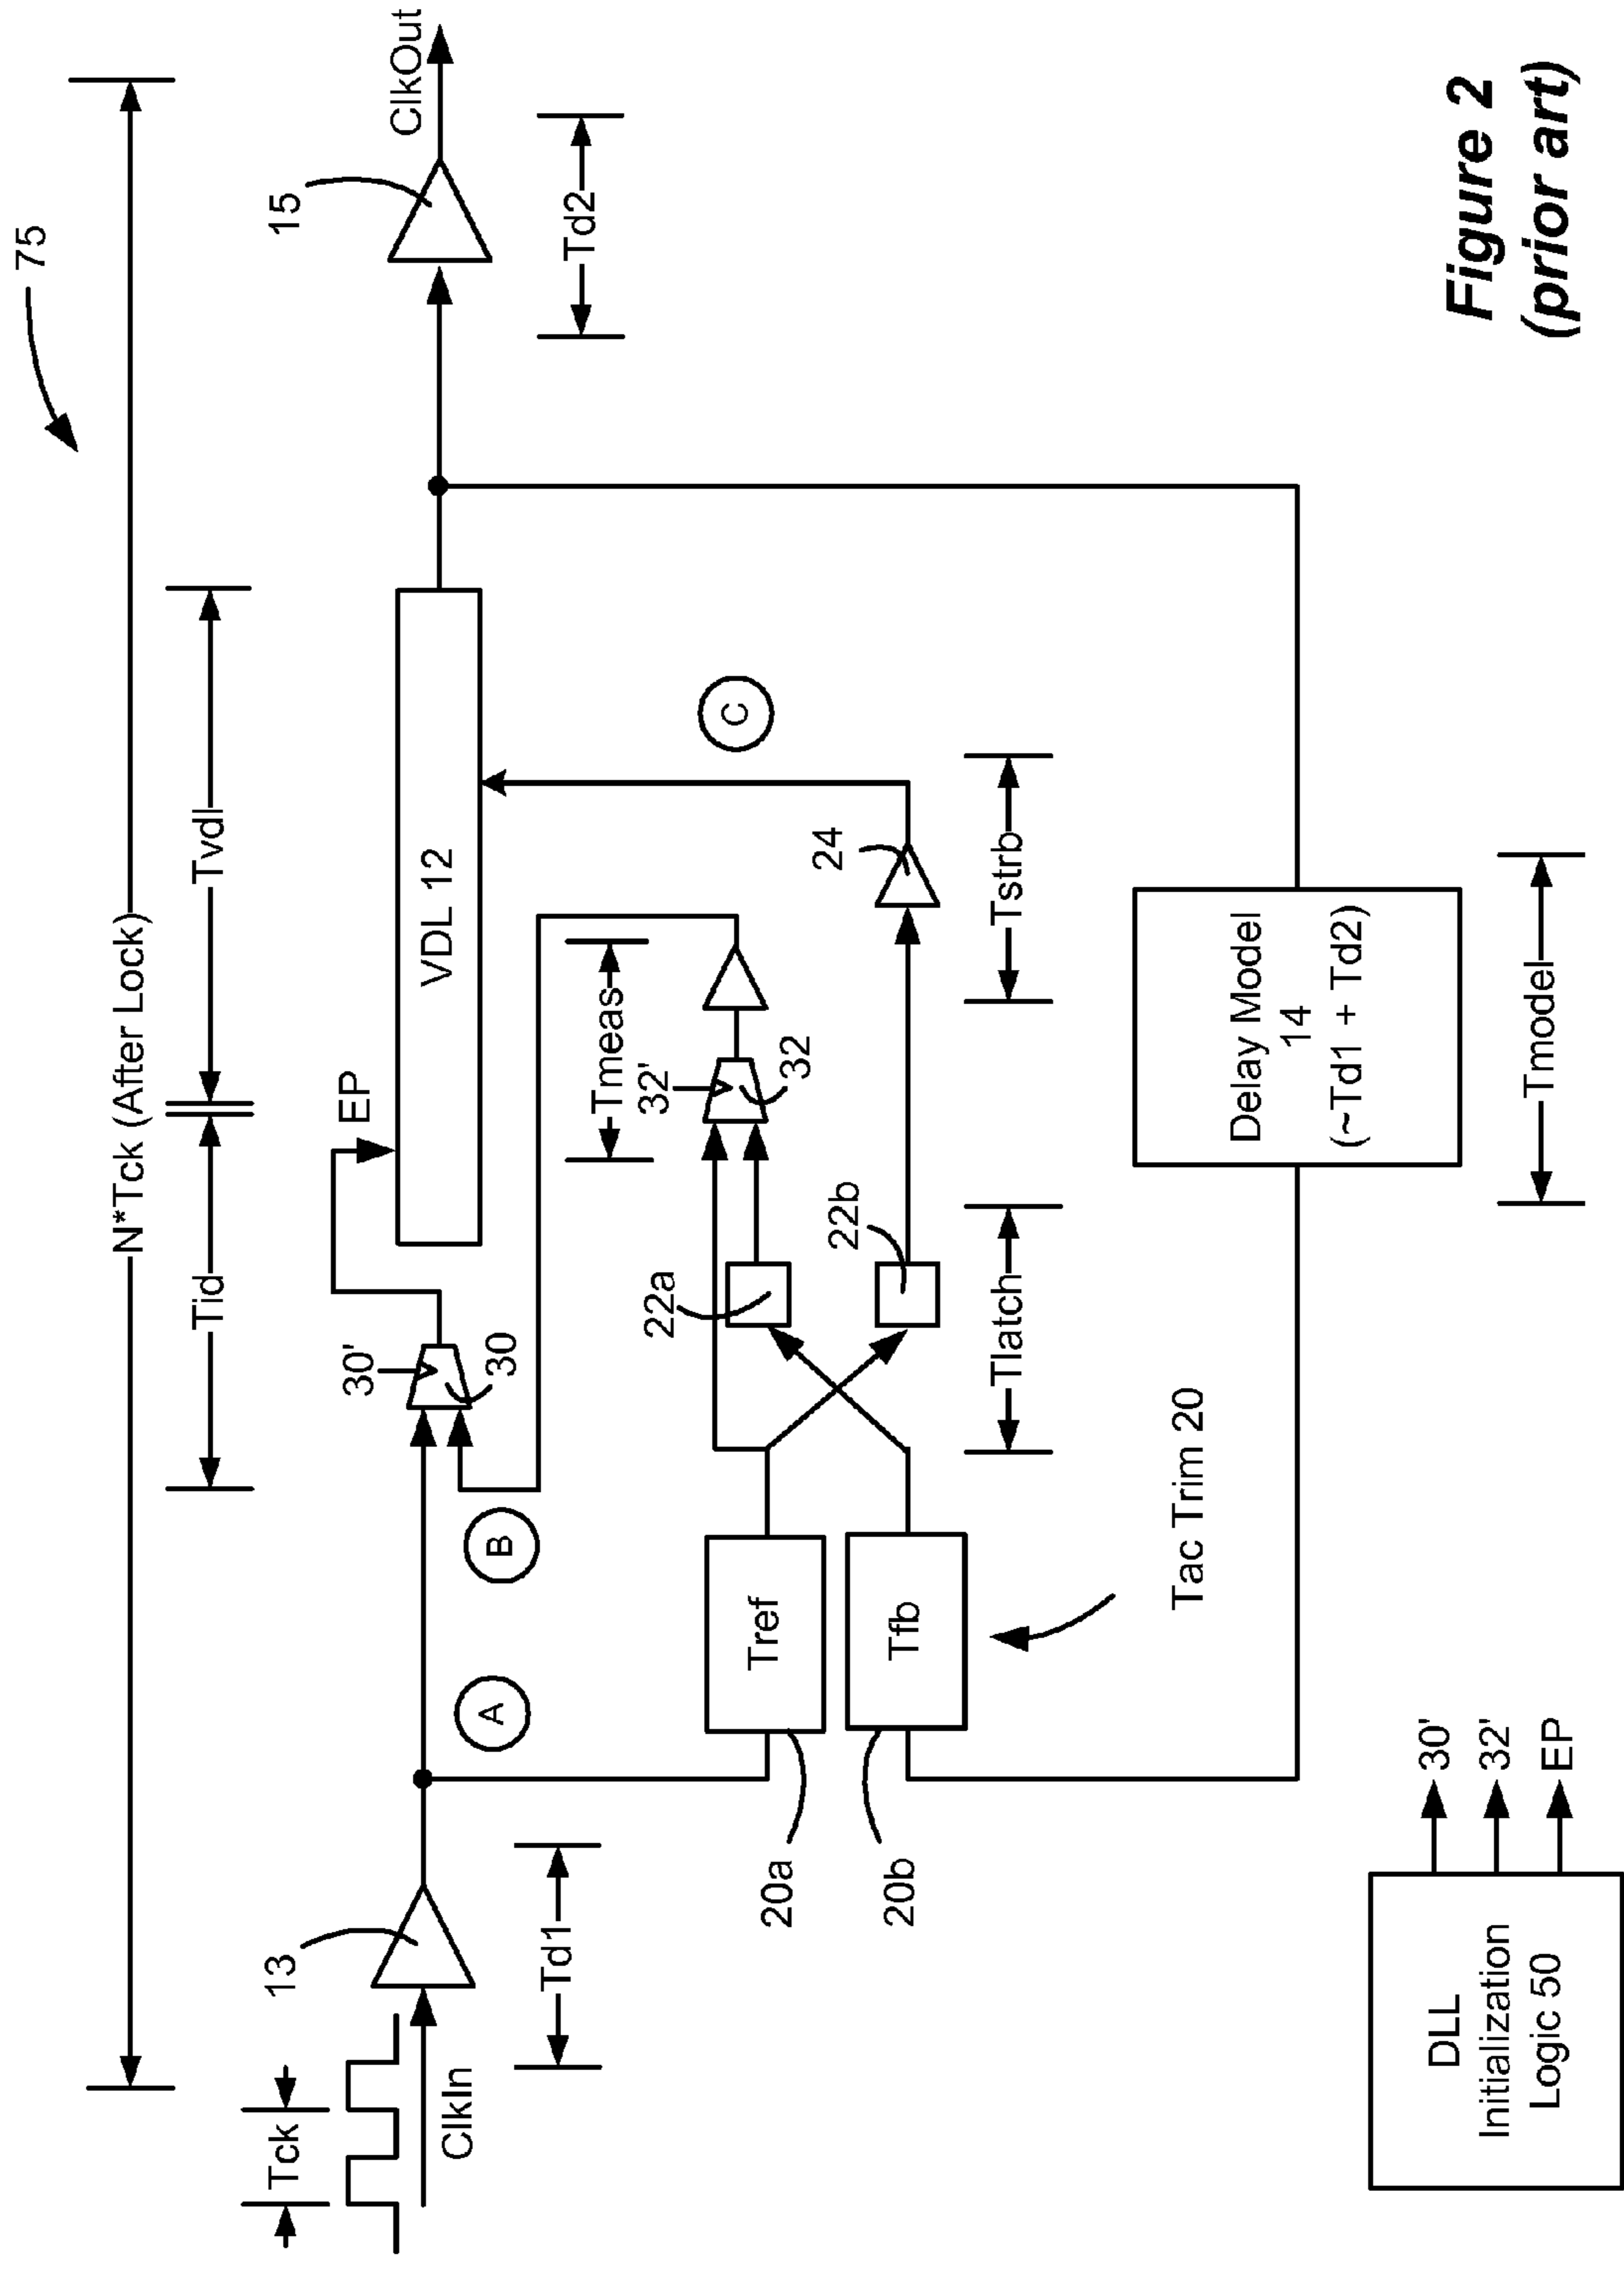 75
N*Tck (After Lock)
Tid
Tvdl
Tck
ClkIn
13
Td1
A
B
30'
30
EP
VDL 12
15
ClkOut
Td2
Tmeas
32'
32
C
Tref
Tfb
20a
20b
22a
22b
24
Tlatch
Tstrb
Tac Trim 20
Delay Model
14
(~Td1 + Td2)
Tmodel
DLL
Initialization
Logic 50
30'
32'
EP
Figure 2
(prior art)